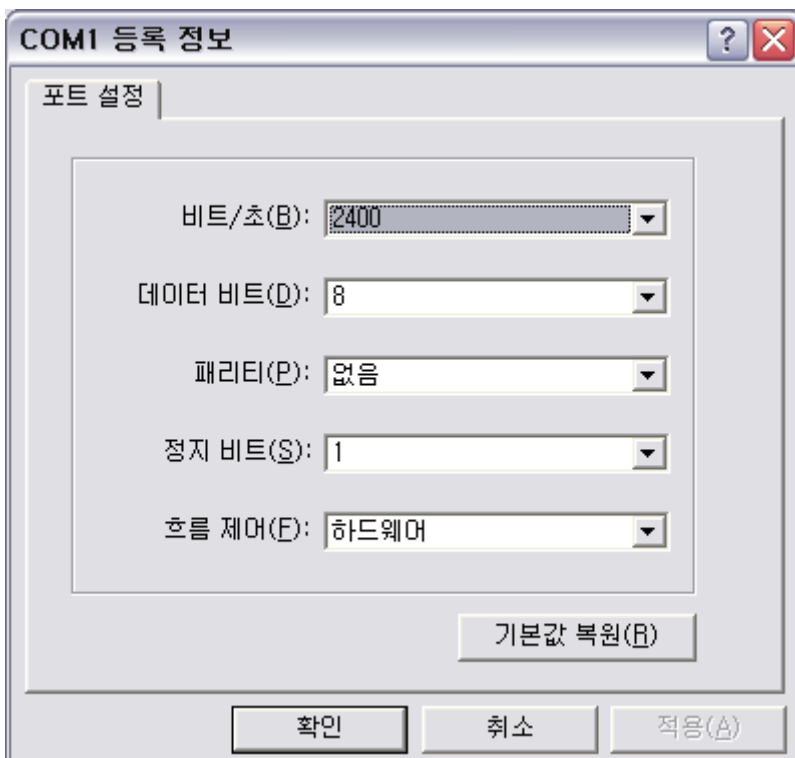 COM1 등록 정보
포트 설정
비트/초(B): 2400
데이터 비트(D): 8
패리티(P): 없음
정지 비트(S): 1
흐름 제어(F): 하드웨어
기본값 복원(R)
확인 취소 적용(A)